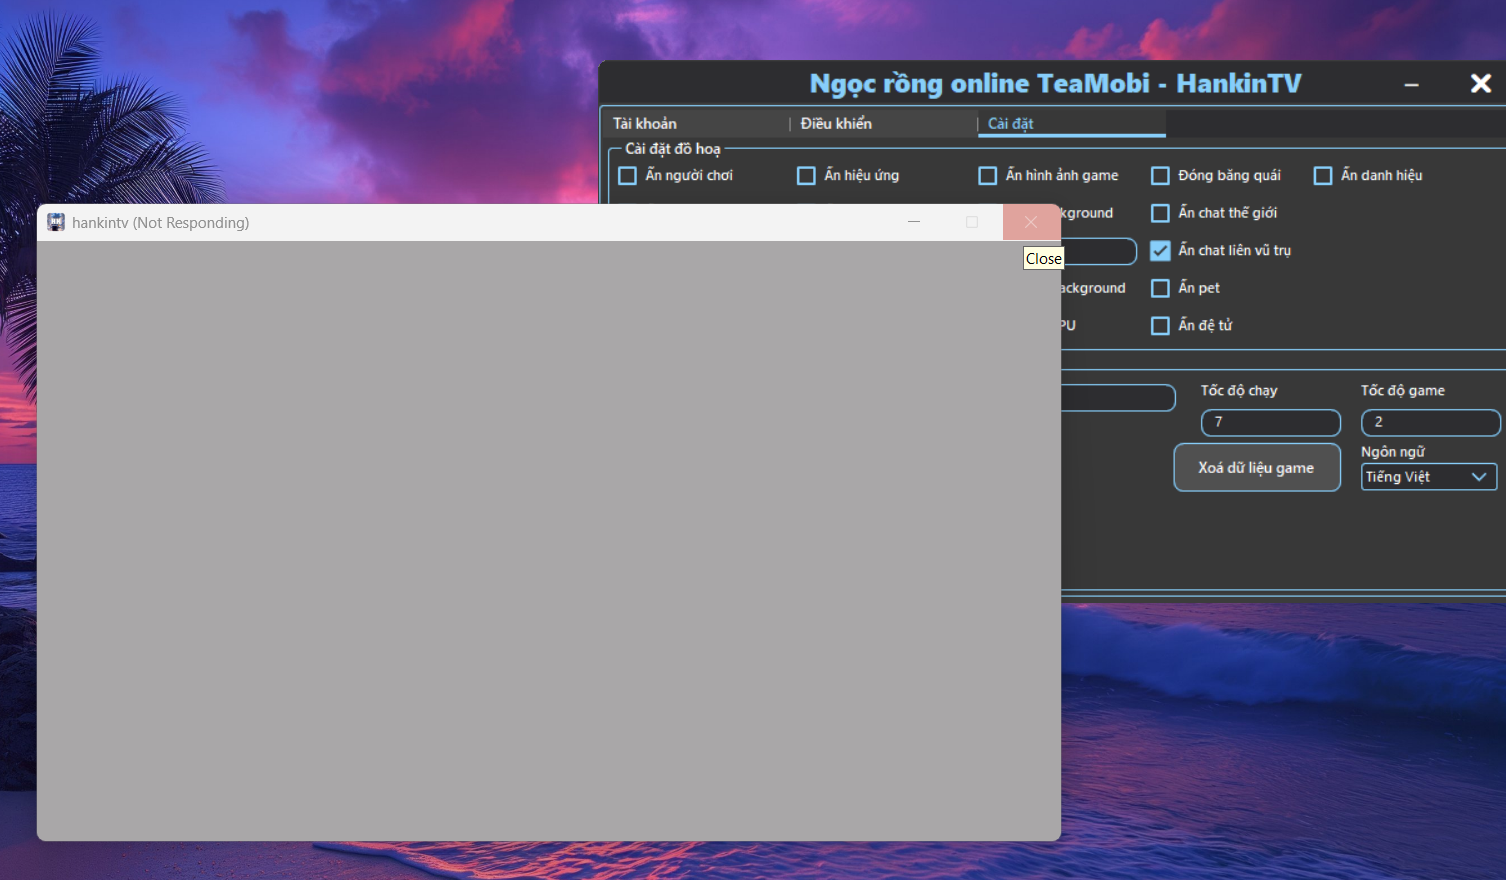 Ngọc rồng online TeaMobi - HankinTV
Tài khoản | Điều khiển | Cài đặt
Cài đặt đồ hoạ
Ẩn người chơi Ẩn hiệu ứng Ẩn hình ảnh game Đóng băng quái Ẩn danh hiệu
hankintv (Not Responding)
kground Ẩn chat thế giới
Close
Ẩn chat liên vũ trụ
ackground Ẩn pet
PU Ẩn đệ tử
Tốc độ chạy Tốc độ game
7 2
Ngôn ngữ
Xoá dữ liệu game
Tiếng Việt